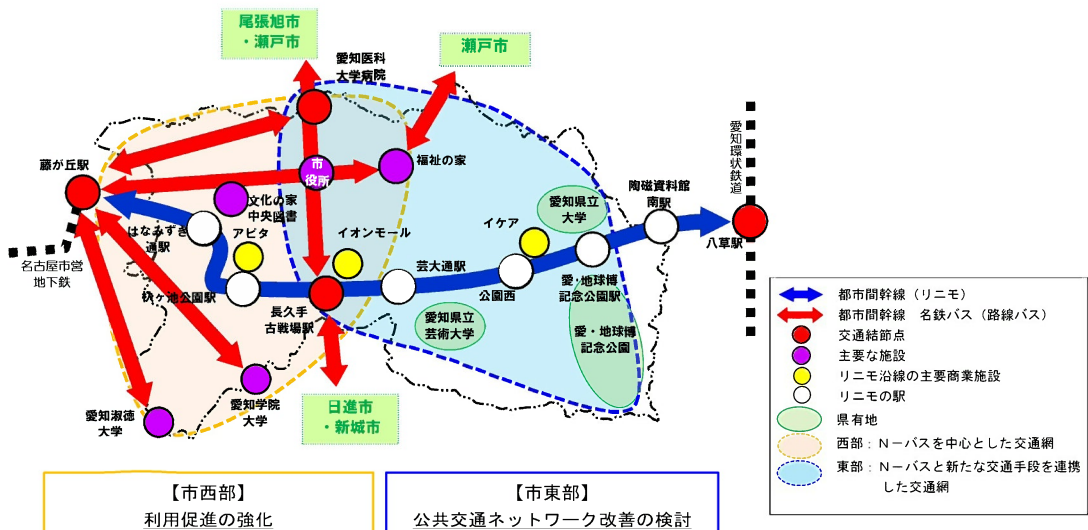 尾張旭市
・瀬戸市
愛知医科
大学病院
瀬戸市
藤が丘駅
市
役
所
福祉の家
愛知環状鉄道
文化の家
中央図書
はなみずき
通駅
アピタ
イオンモール
イケア
愛知県立
大学
陶磁資料館
南駅
八草駅
名古屋市営
地下鉄
杁ヶ池公園駅
長久手
古戦場駅
芸大通駅
公園西
愛・地球博
記念公園駅
愛知県立
芸術大学
愛・地球博
記念公園
愛知淑徳
大学
愛知学院
大学
日進市
・新城市
都市間幹線(リニモ)
都市間幹線 名鉄バス(路線バス)
交通結節点
主要な施設
リニモ沿線の主要商業施設
リニモの駅
県有地
西部:N-バスを中心とした交通網
東部:N-バスと新たな交通手段を連携
した交通網
【市西部】
利用促進の強化
【市東部】
公共交通ネットワーク改善の検討